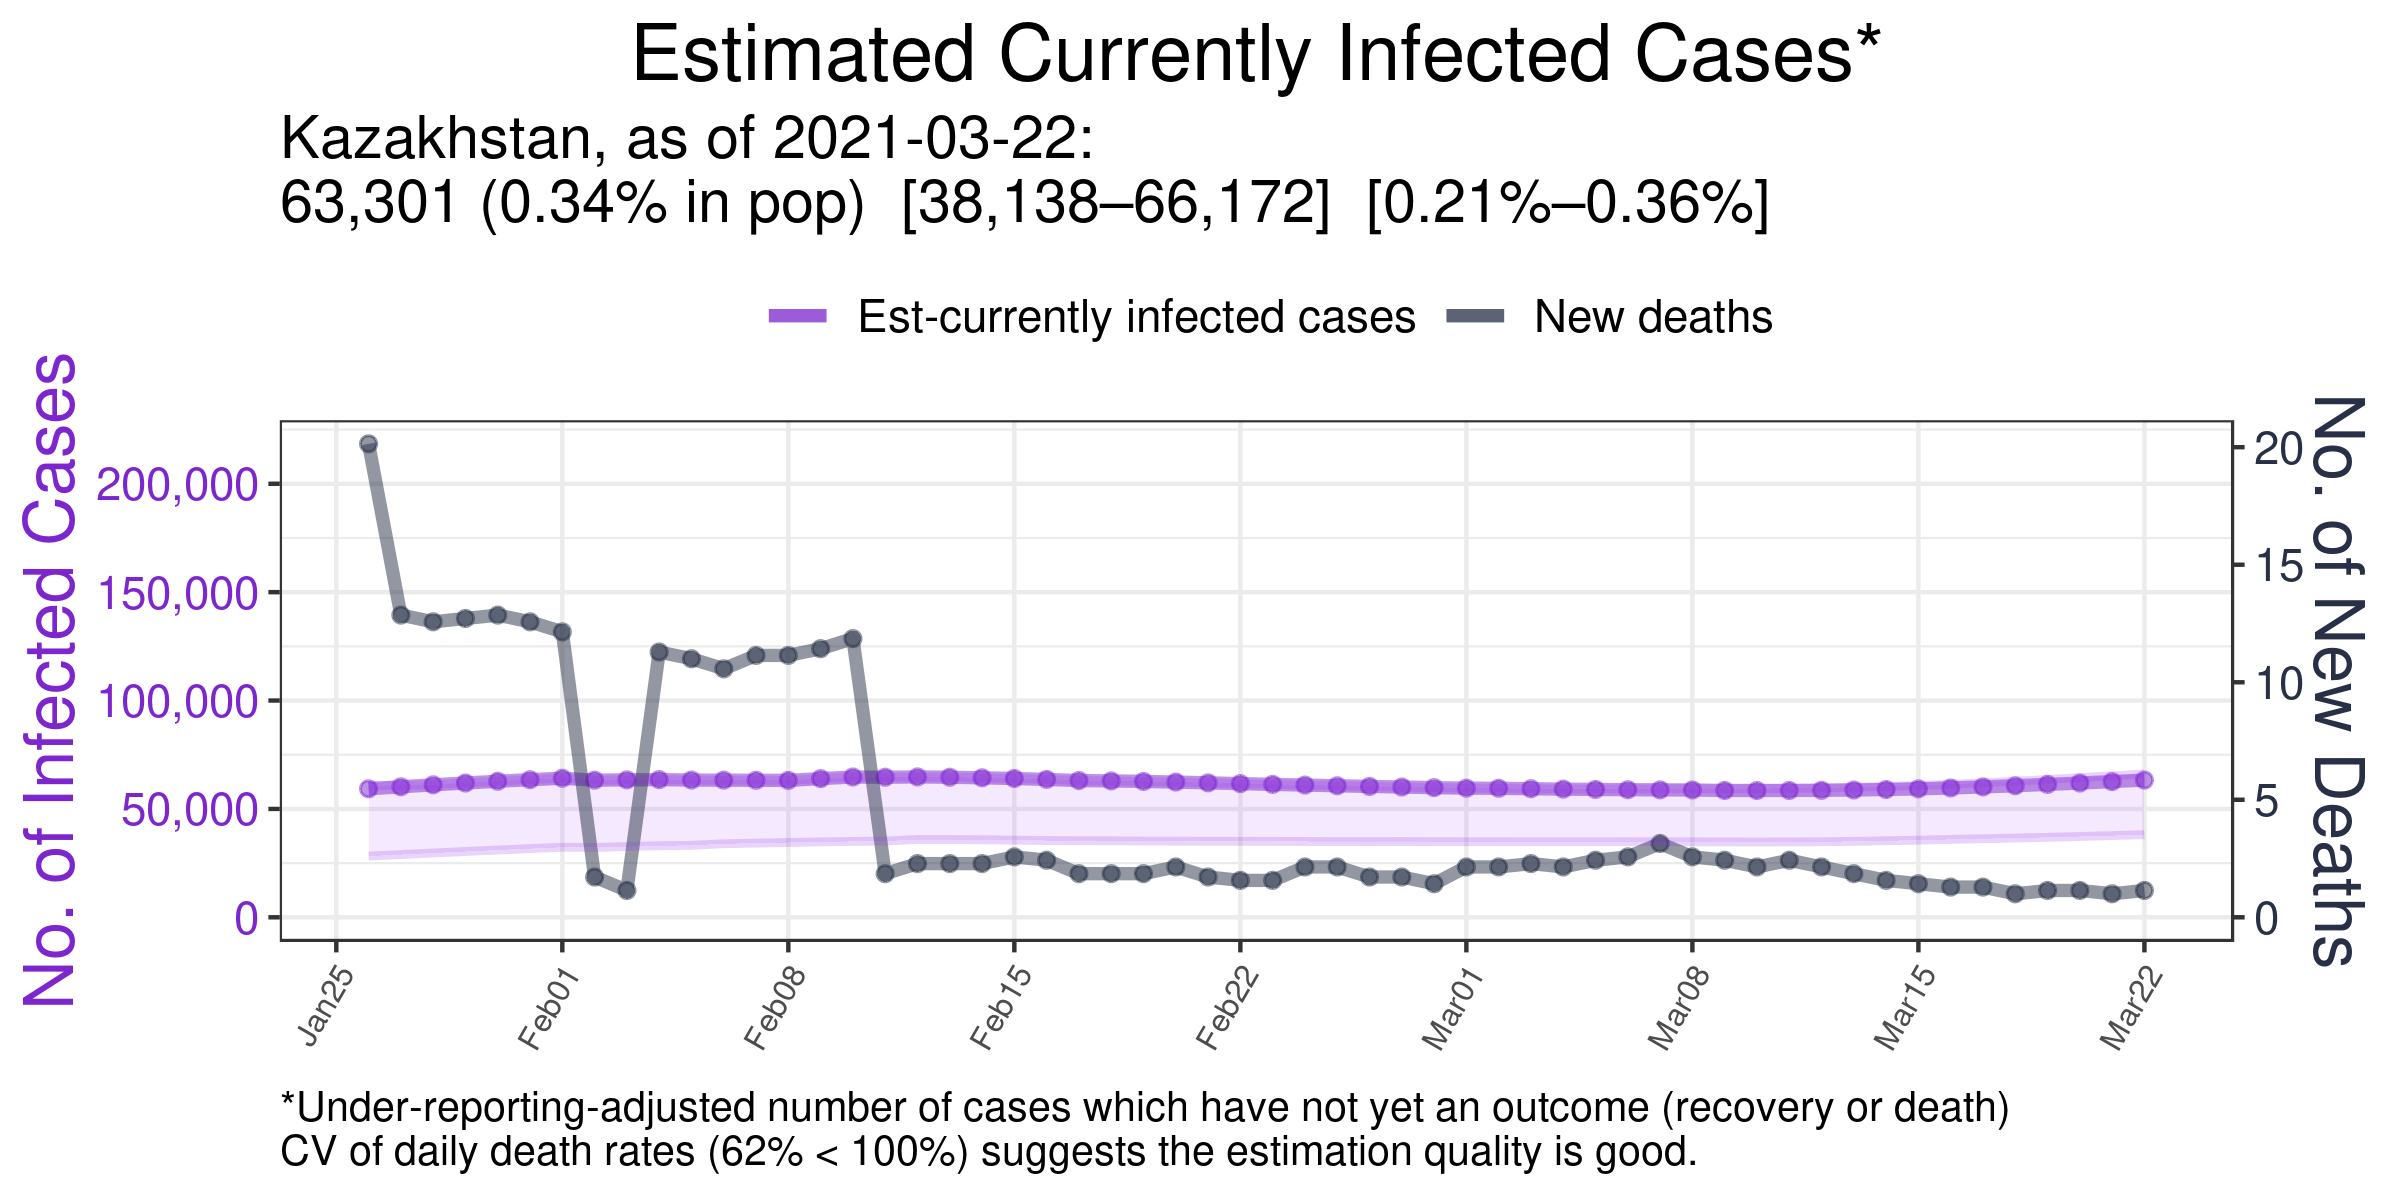 Estimated Currently Infected Cases*
Kazakhstan, as of 2021-03-22:
63,301 (0.34% in pop)  [38,138–66,172]  [0.21%–0.36%]
Est-currently infected cases
New deaths
No. of Infected Cases
200,000
150,000
100,000
50,000
0
20
15
10
5
0
No. of New Deaths
Jan25
Feb01
Feb08
Feb15
Feb22
Mar01
Mar08
Mar15
Mar22
*Under-reporting-adjusted number of cases which have not yet an outcome (recovery or death)
CV of daily death rates (62% < 100%) suggests the estimation quality is good.